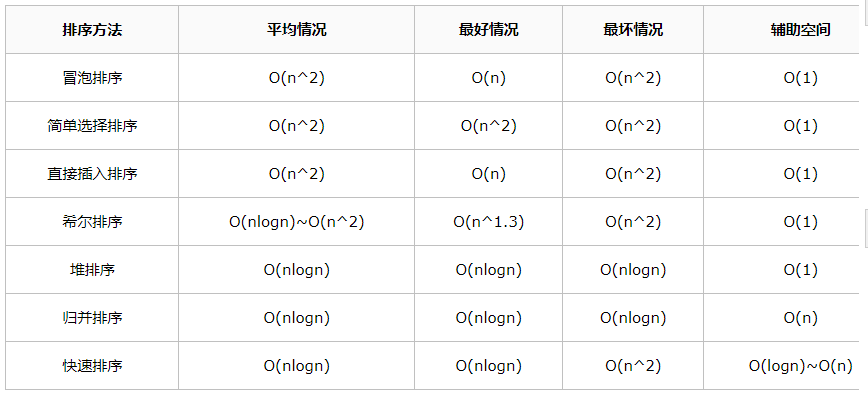 排序方法 平均情况 最好情况 最坏情况 辅助空间
冒泡排序 O(n^2) O(n) O(n^2) O(1)
简单选择排序 O(n^2) O(n^2) O(n^2) O(1)
直接插入排序 O(n^2) O(n) O(n^2) O(1)
希尔排序 O(nlogn)~O(n^2) O(n^1.3) O(n^2) O(1)
堆排序 O(nlogn) O(nlogn) O(nlogn) O(1)
归并排序 O(nlogn) O(nlogn) O(nlogn) O(n)
快速排序 O(nlogn) O(nlogn) O(n^2) O(logn)~O(n)